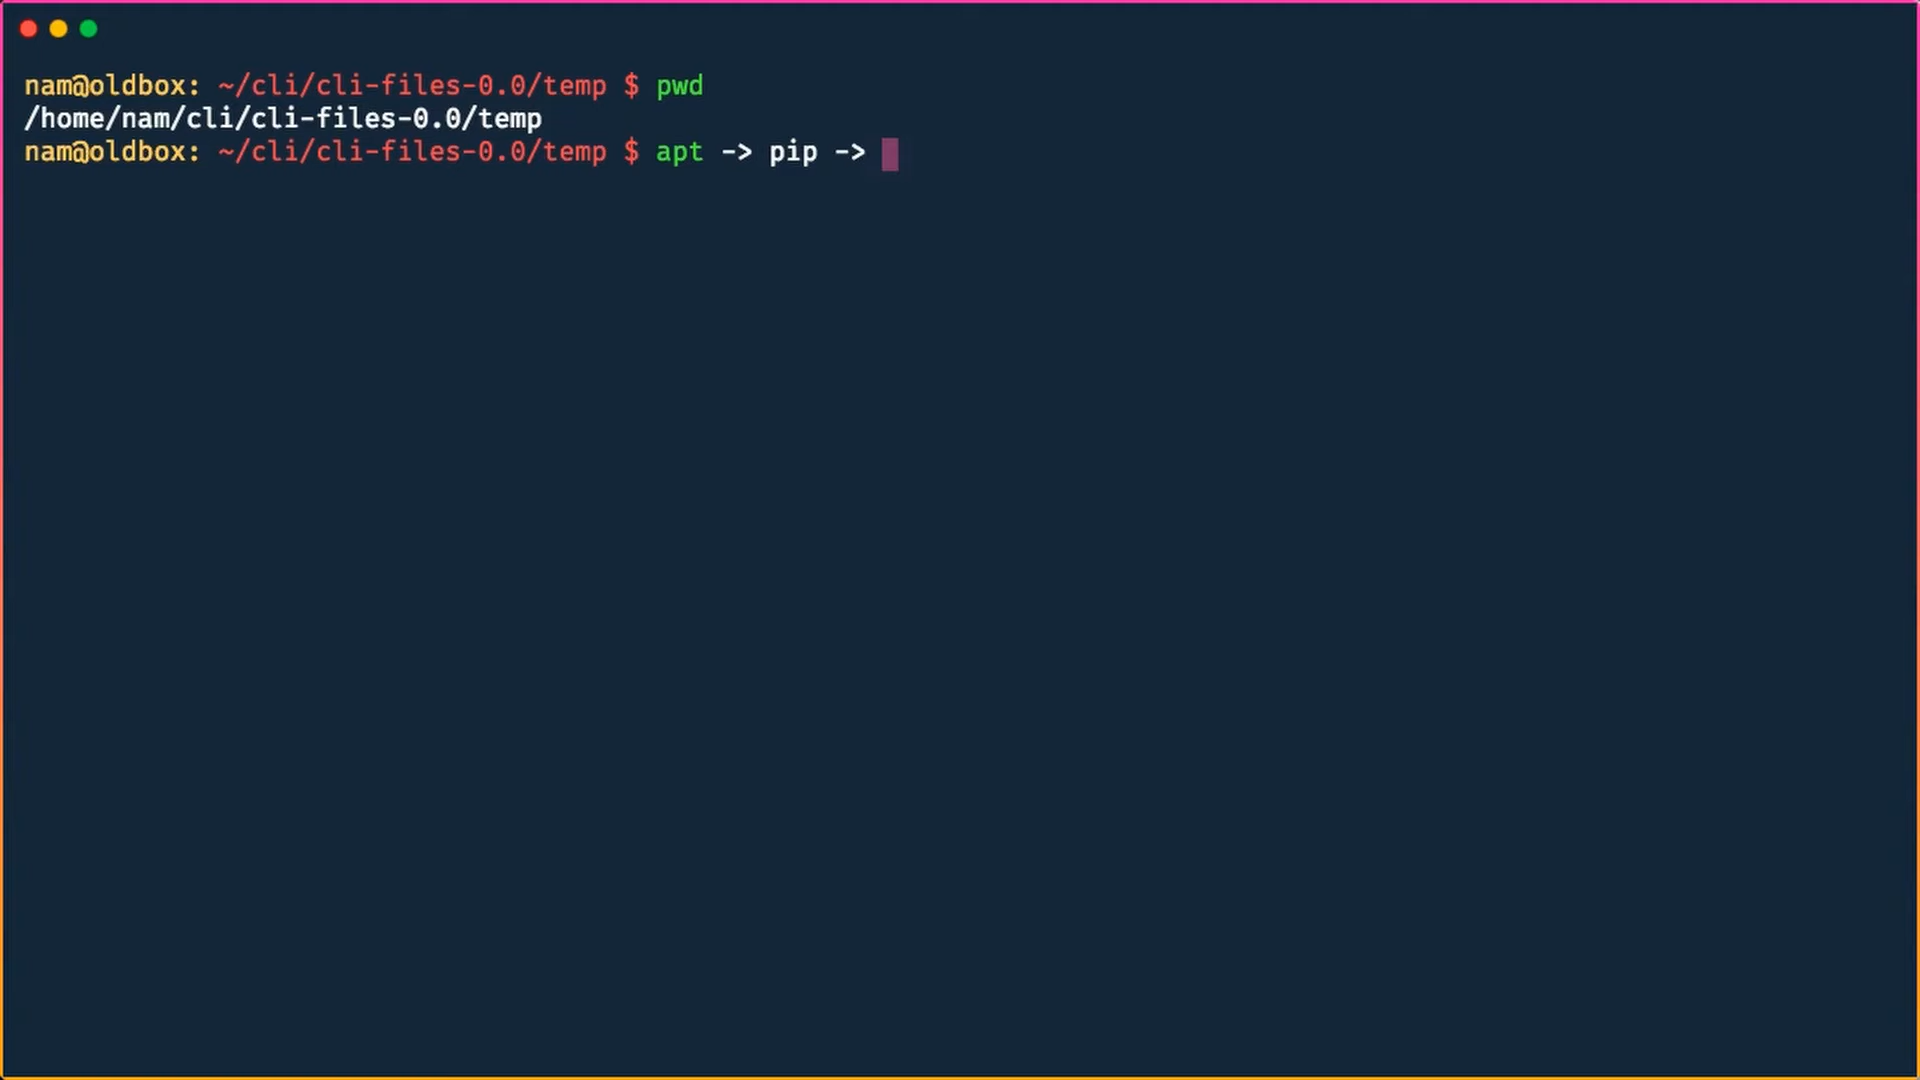 nam@oldbox: ~/cli/cli-files-0.0/temp $ pwd
/home/nam/cli/cli-files-0.0/temp
nam@oldbox: ~/cli/cli-files-0.0/temp $ apt -> pip ->